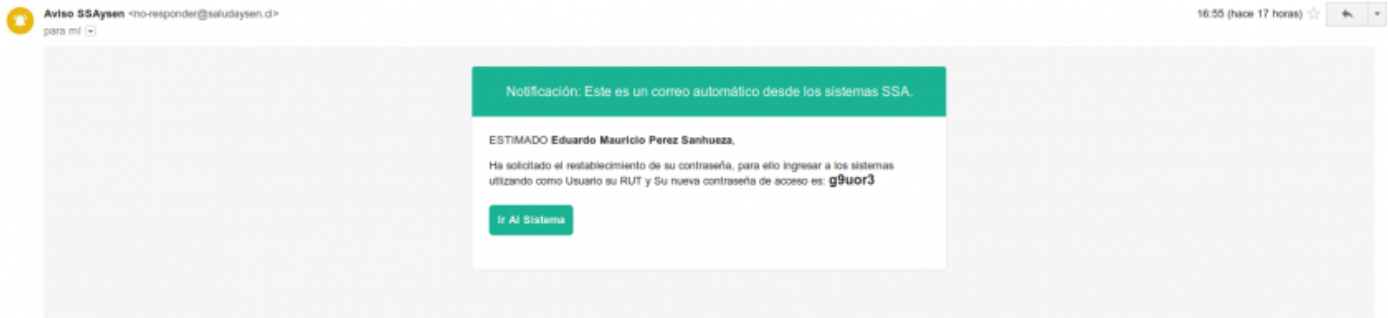 Aviso SSAysen <no-responder@saludaysen.cl>
16:55 (hace 17 horas)
para mí
Notificación: Este es un correo automático desde los sistemas SSA.
ESTIMADO Eduardo Mauricio Perez Sanhueza,
Ha solicitado el restablecimiento de su contraseña, para ello ingresar a los sistemas
utilizando como Usuario su RUT y Su nueva contraseña de acceso es: g9uor3
Ir Al Sistema